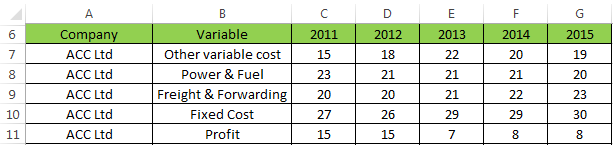 A B C D E F G
6 Company Variable 2011 2012 2013 2014 2015
7 ACC Ltd Other variable cost 15 18 22 20 19
8 ACC Ltd Power & Fuel 23 21 21 21 20
9 ACC Ltd Freight & Forwarding 20 20 21 22 23
10 ACC Ltd Fixed Cost 27 26 29 29 30
11 ACC Ltd Profit 15 15 7 8 8